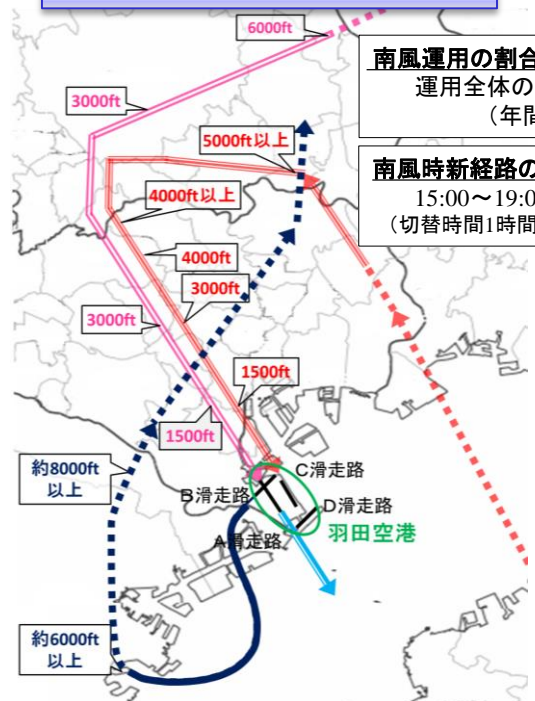 6000ft
南風運用の割合
運用全体の
（年間
3000ft
5000ft以上
南風時新経路の
15:00～19:0
（切替時間1時間
4000ft以上
4000ft
3000ft
3000ft
1500ft
1500ft
約8000ft
以上
C滑走路
B滑走路
D滑走路
羽田空港
A滑走路
約6000ft
以上